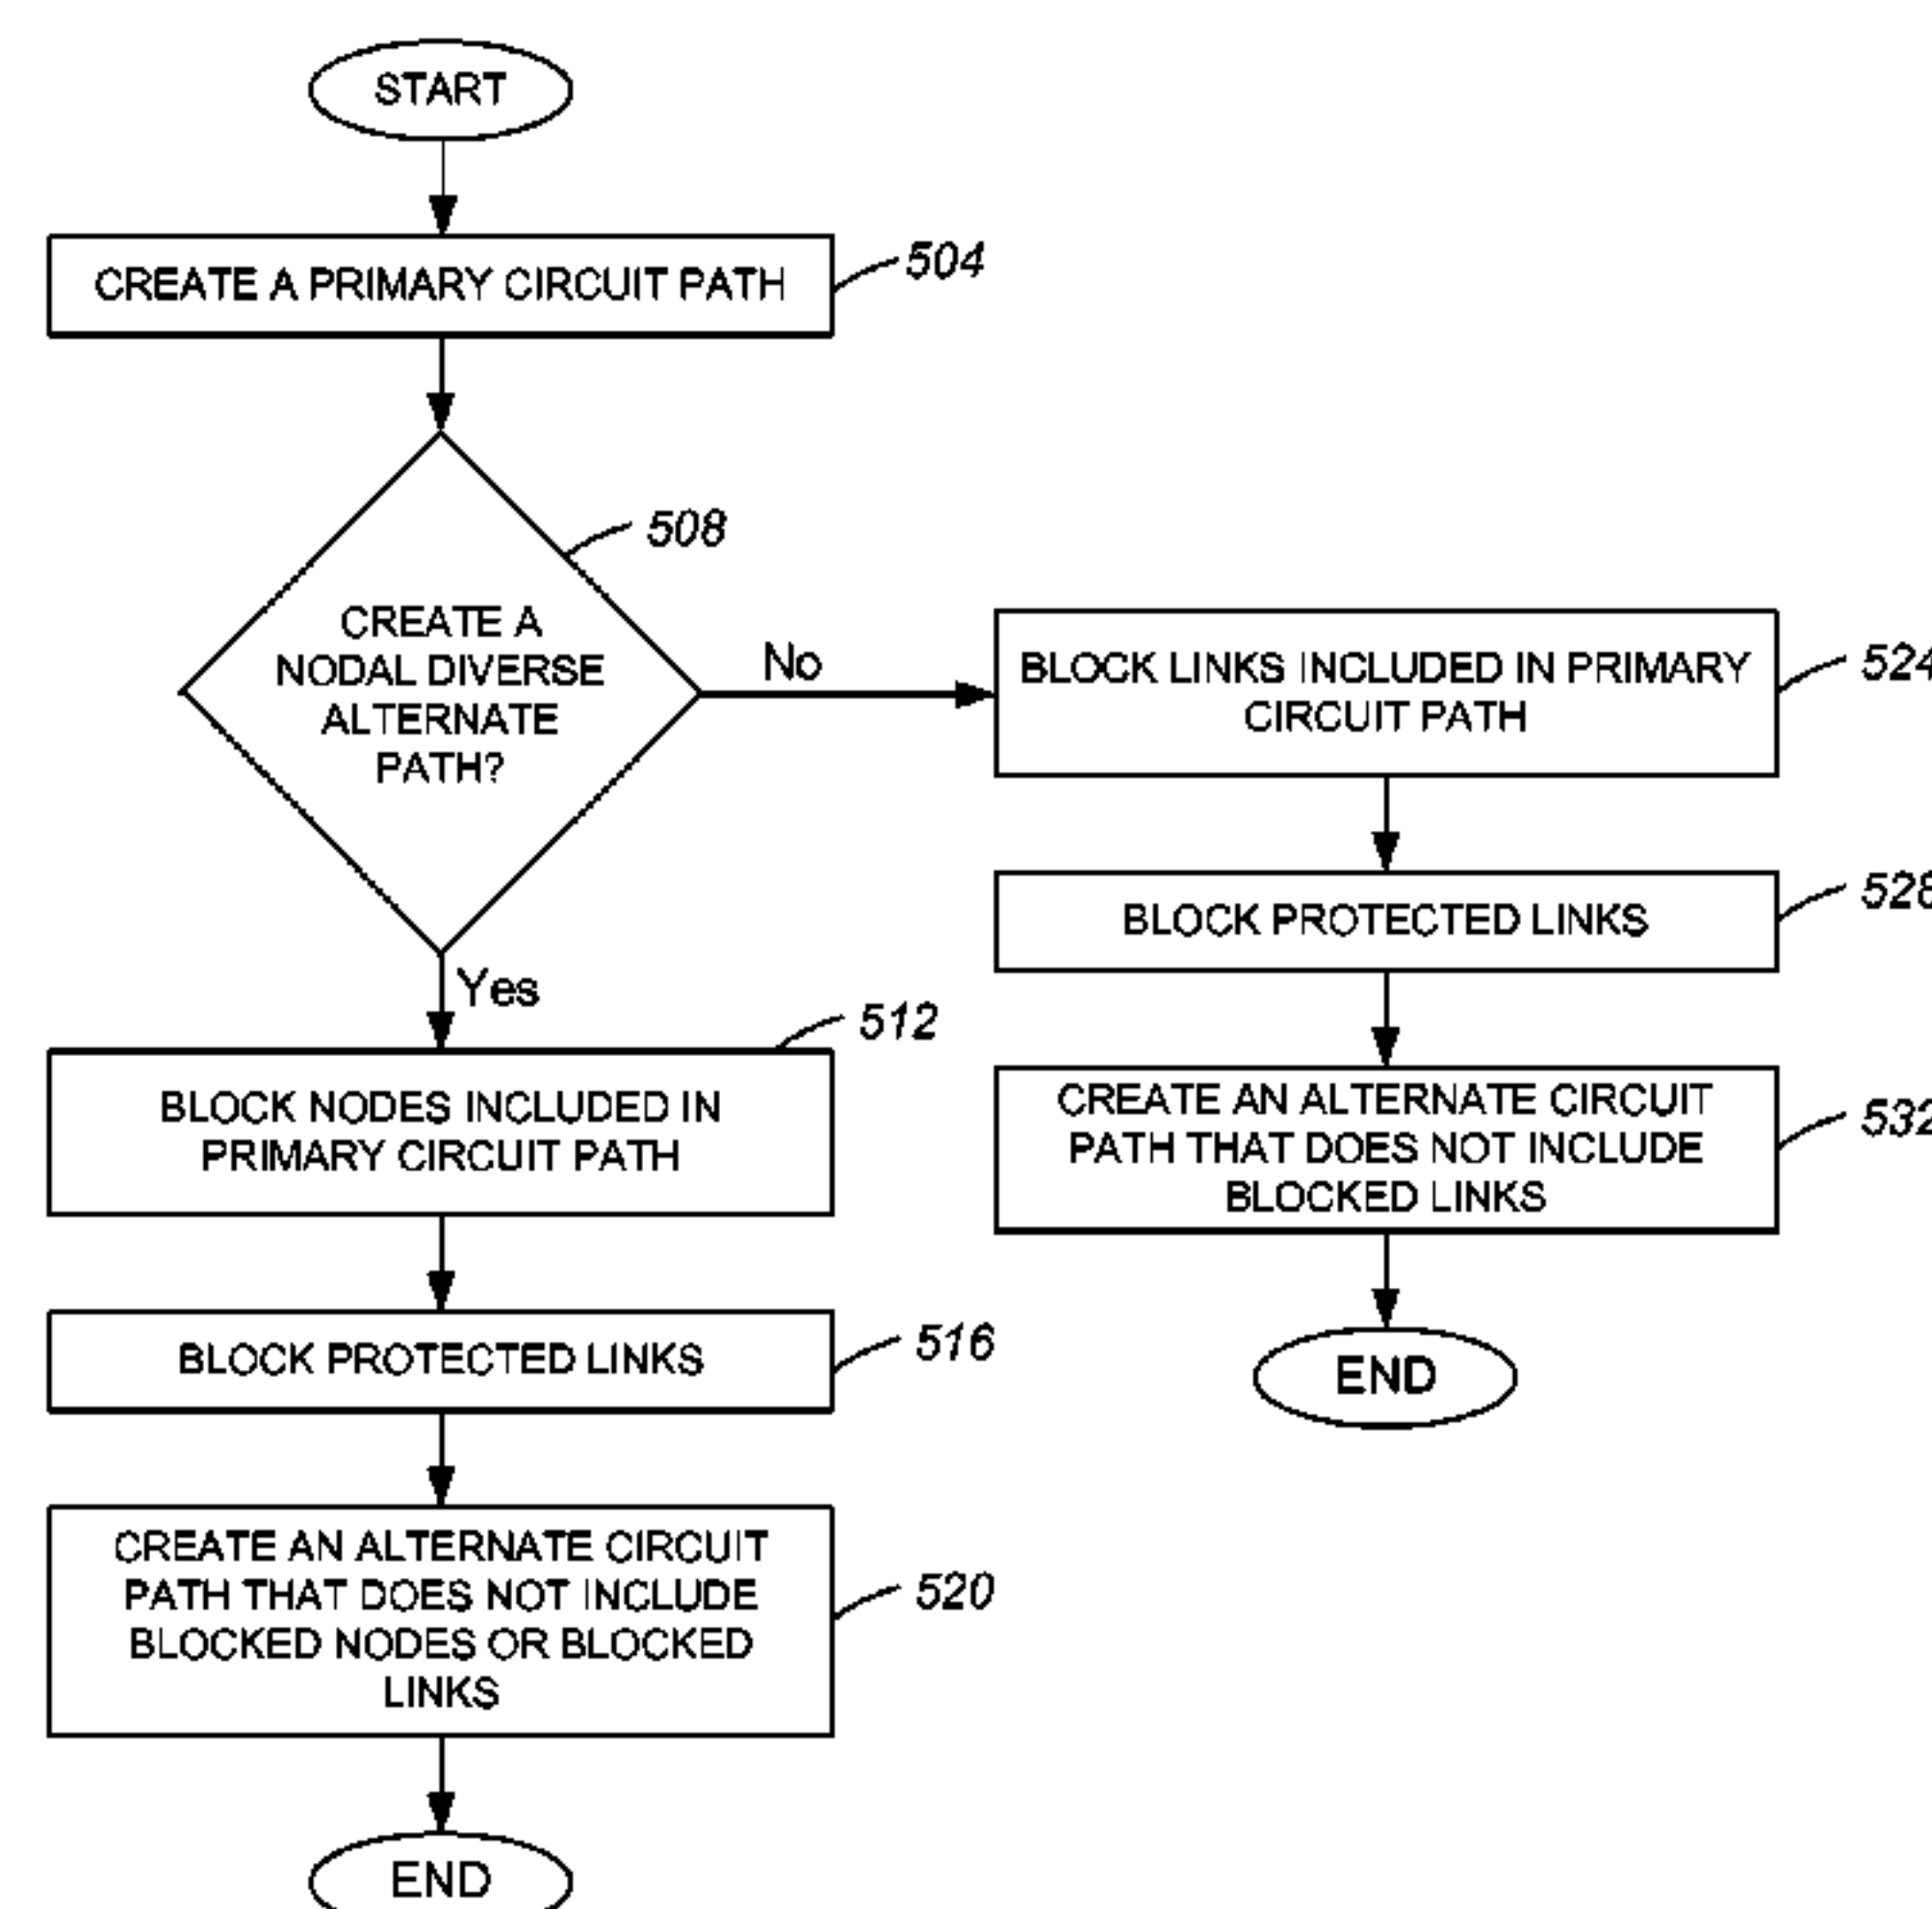 START
CREATE A PRIMARY CIRCUIT PATH
504
508
CREATE A
NODAL DIVERSE
ALTERNATE
PATH?
No
Yes
BLOCK LINKS INCLUDED IN PRIMARY
CIRCUIT PATH
524
BLOCK PROTECTED LINKS
528
CREATE AN ALTERNATE CIRCUIT
PATH THAT DOES NOT INCLUDE
BLOCKED LINKS
532
END
512
BLOCK NODES INCLUDED IN
PRIMARY CIRCUIT PATH
BLOCK PROTECTED LINKS
516
CREATE AN ALTERNATE CIRCUIT
PATH THAT DOES NOT INCLUDE
BLOCKED NODES OR BLOCKED
LINKS
520
END